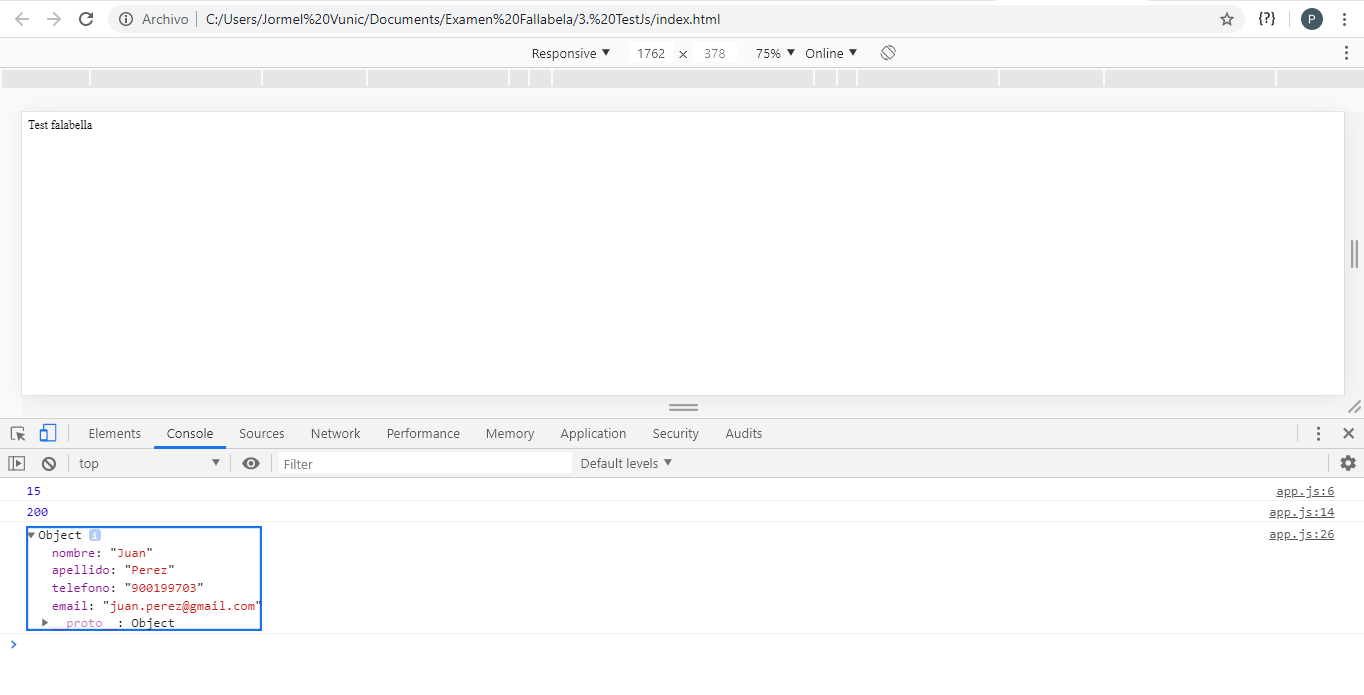 Archivo | C:/Users/Jormel%20Vunic/Documents/Examen%20Fallabela/3.%20TestJs/index.html {?} P
Responsive ▼ 1762 × 378 75% ▼ Online ▼
Test falabella
Elements Console Sources Network Performance Memory Application Security Audits
top ▼ Filter Default levels ▼
15 app.js:6
200 app.js:14
▼Object i app.js:26
nombre: "Juan"
apellido: "Perez"
telefono: "900199703"
email: "juan.perez@gmail.com"
▶ __proto__: Object
>